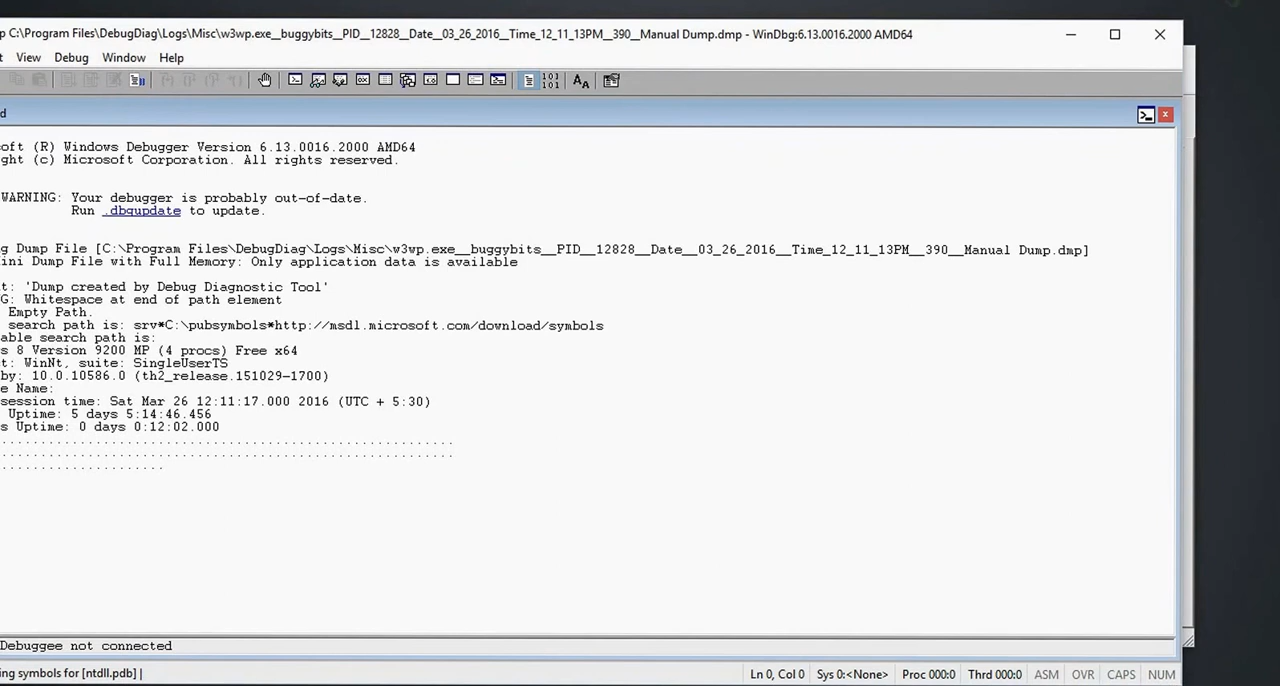 p C:\Program Files\DebugDiag\Logs\Misc\w3wp.exe__buggybits__PID__12828__Date__03_26_2016__Time_12_11_13PM__390__Manual Dump.dmp - WinDbg:6.13.0016.2000 AMD64
t View Debug Window Help
d
oft (R) Windows Debugger Version 6.13.0016.2000 AMD64
ght (c) Microsoft Corporation. All rights reserved.
WARNING: Your debugger is probably out-of-date.
Run .dbgupdate to update.
g Dump File [C:\Program Files\DebugDiag\Logs\Misc\w3wp.exe__buggybits__PID__12828__Date__03_26_2016__Time_12_11_13PM__390__Manual Dump.dmp]
ini Dump File with Full Memory: Only application data is available
t: 'Dump created by Debug Diagnostic Tool'
G: Whitespace at end of path element
Empty Path.
search path is: srv*C:\pubsymbols*http://msdl.microsoft.com/download/symbols
able search path is:
s 8 Version 9200 MP (4 procs) Free x64
t: WinNt, suite: SingleUserTS
by: 10.0.10586.0 (th2_release.151029-1700)
e Name:
session time: Sat Mar 26 12:11:17.000 2016 (UTC + 5:30)
Uptime: 5 days 5:14:46.456
s Uptime: 0 days 0:12:02.000
..........................................................
..........................................................
.....................
Debuggee not connected
ing symbols for [ntdll.pdb] | Ln 0, Col 0 Sys 0:<None> Proc 000:0 Thrd 000:0 ASM OVR CAPS NUM